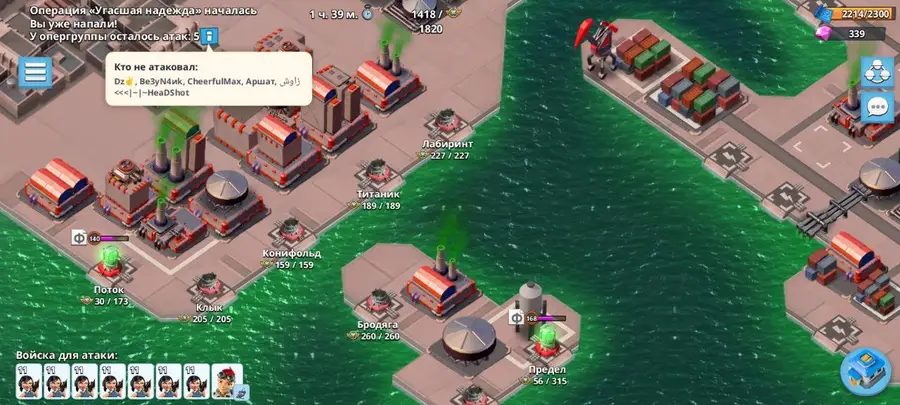 Операция «Угасшая надежда» началась
Вы уже напали!
У опергруппы осталось атак: 5
1 ч. 39 м.
1418 /
1820
2214/2300
339
Кто не атаковал:
Dz✌, Be3yN4ик, CheerfulMax, Аршат, زاوش
<<<|~|~HeaDShot
Лабиринт
227 / 227
Титаник
189 / 189
Конифольд
159 / 159
140
Поток
30 / 173
Клык
205 / 205
Бродяга
260 / 260
168
Предел
56 / 315
Войска для атаки:
11 11 11 11 11 11 11